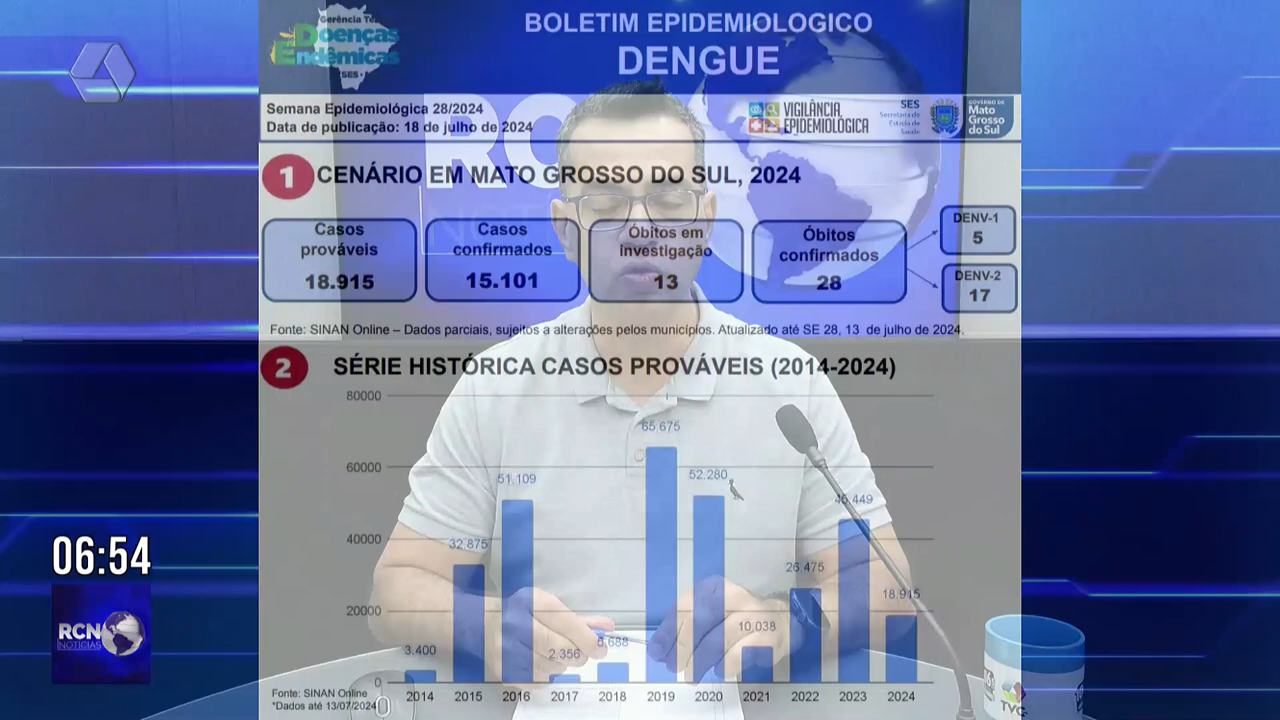 Gerência Té
Doenças
Endêmicas
SES
BOLETIM EPIDEMIOLOGICO
DENGUE
Semana Epidemiológica 28/2024
Data de publicação: 18 de julho de 2024
VIGILÂNCIA
EPIDEMIOLÓGICA
SES
Secretaria de
Estado de
Saúde
GOVERNO DE
Mato
Grosso
do Sul
1 CENÁRIO EM MATO GROSSO DO SUL, 2024
Casos
prováveis
18.915
Casos
confirmados
15.101
Óbitos em
investigação
13
Óbitos
confirmados
28
DENV-1
5
DENV-2
17
Fonte: SINAN Online – Dados parciais, sujeitos a alterações pelos municípios. Atualizado até SE 28, 13 de julho de 2024.
2 SÉRIE HISTÓRICA CASOS PROVÁVEIS (2014-2024)
80000
60000
40000
20000
0
3.400
32.875
51.109
2.356
65.675
52.280
10.038
26.475
45.449
18.915
2014 2015 2016 2017 2018 2019 2020 2021 2022 2023 2024
Fonte: SINAN Online
*Dados até 13/07/2024
06:54
RCN
NOTÍCIAS
TVC